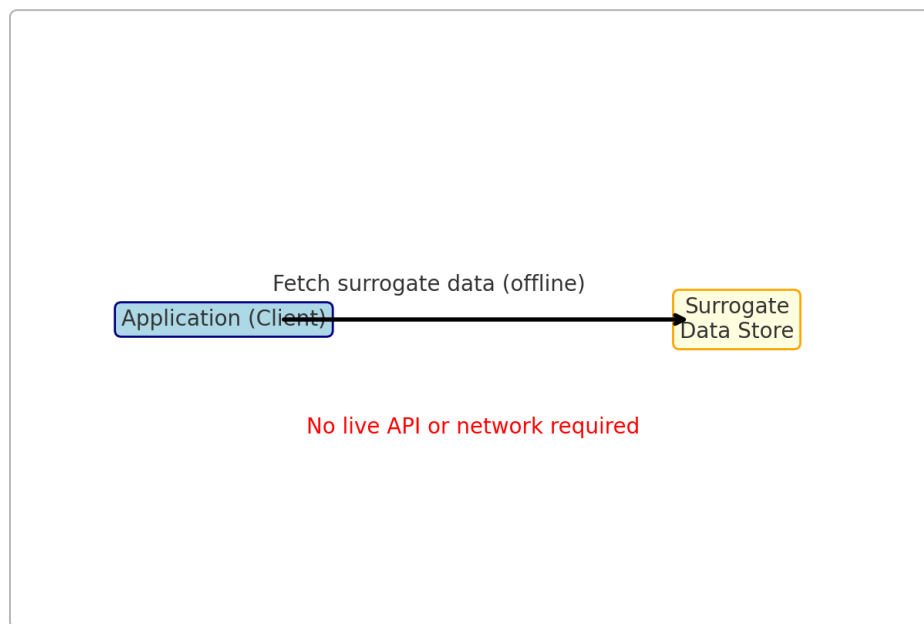 Fetch surrogate data (offline)
Application (Client)
Surrogate
Data Store
No live API or network required